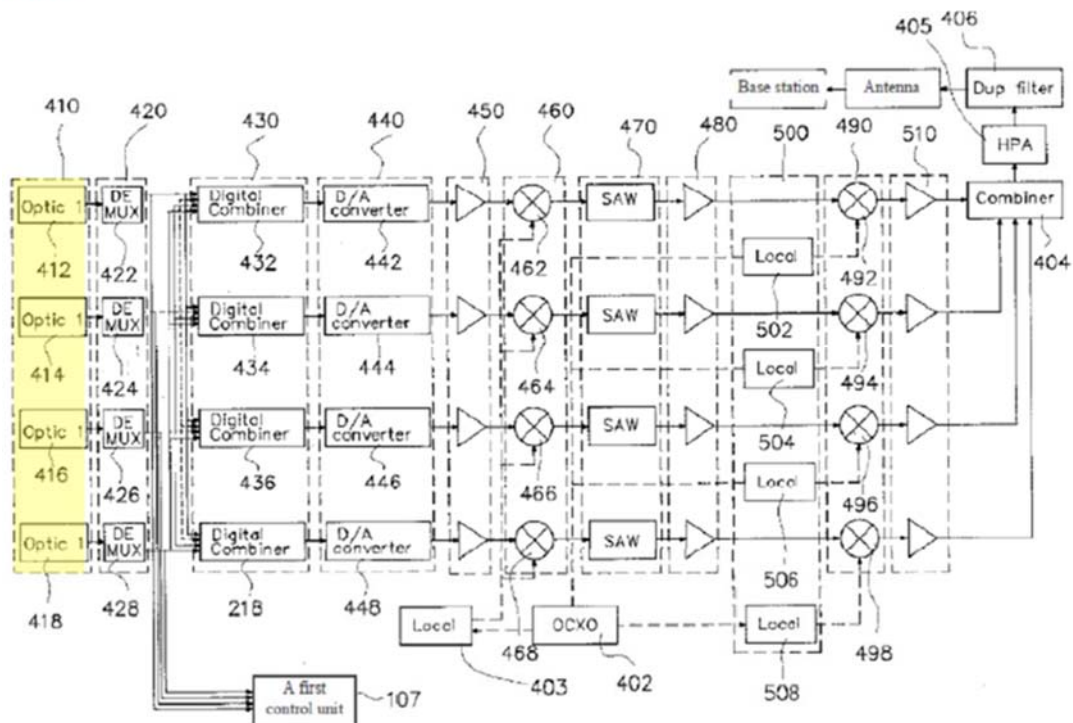 405
406
Base station
Antenna
Dup filter
410
420
430
440
450
460
470
480
500
490
510
HPA
Optic 1
DE
MUX
Digital
Combiner
D/A
converter
SAW
Combiner
412
422
432
442
462
Local
492
404
Optic 1
DE
MUX
Digital
Combiner
D/A
converter
SAW
502
414
424
434
444
464
Local
494
Optic 1
DE
MUX
Digital
Combiner
D/A
converter
SAW
504
416
426
436
446
466
Local
496
Optic 1
DE
MUX
Digital
Combiner
D/A
converter
SAW
506
418
428
218
448
Local
468
OCXO
Local
498
403
402
508
A first
control unit
107